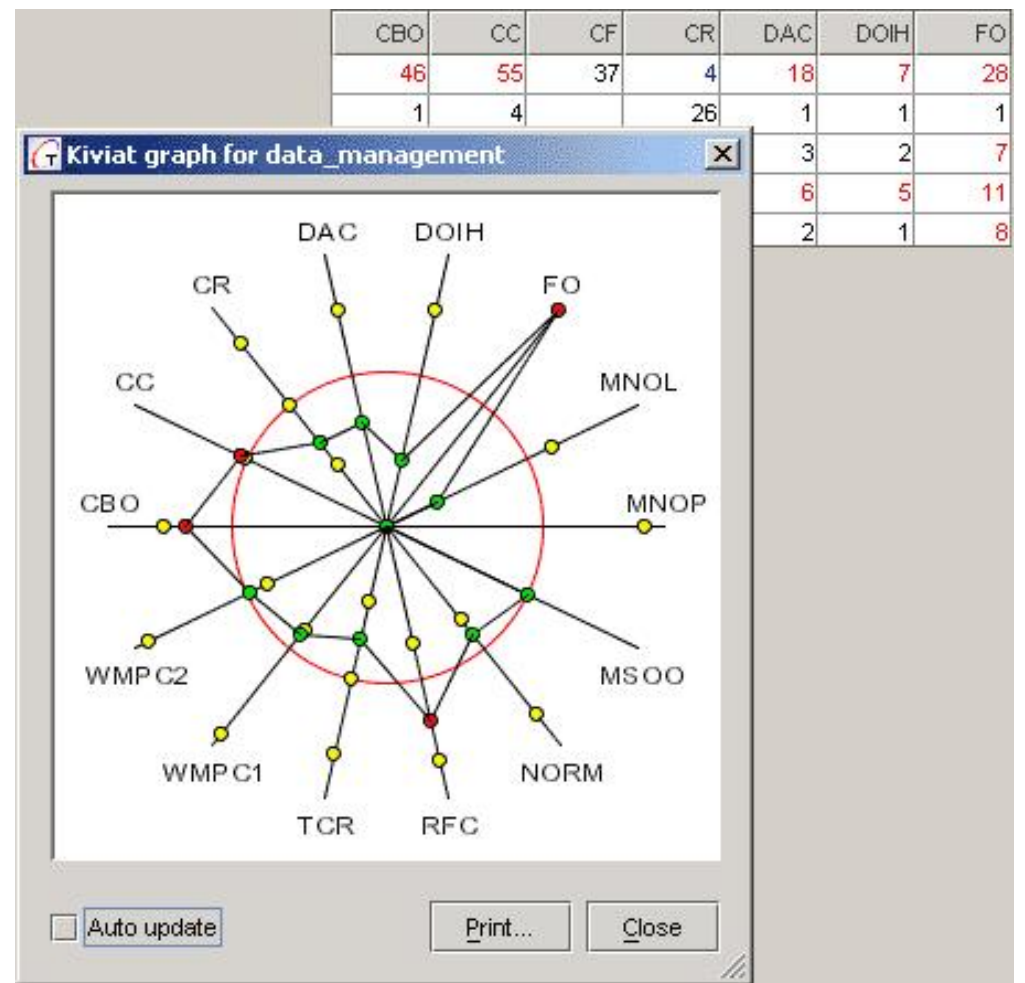 CBO CC CF CR DAC DOIH FO
46 55 37 4 18 7 28
1 4 26 1 1 1
Kiviat graph for data_management
3 2 7
6 5 11
2 1 8
DAC DOIH
CR FO
CC MNOL
CBO MNOP
WMPC2 MSOO
WMPC1 NORM
TCR RFC
Auto update Print... Close